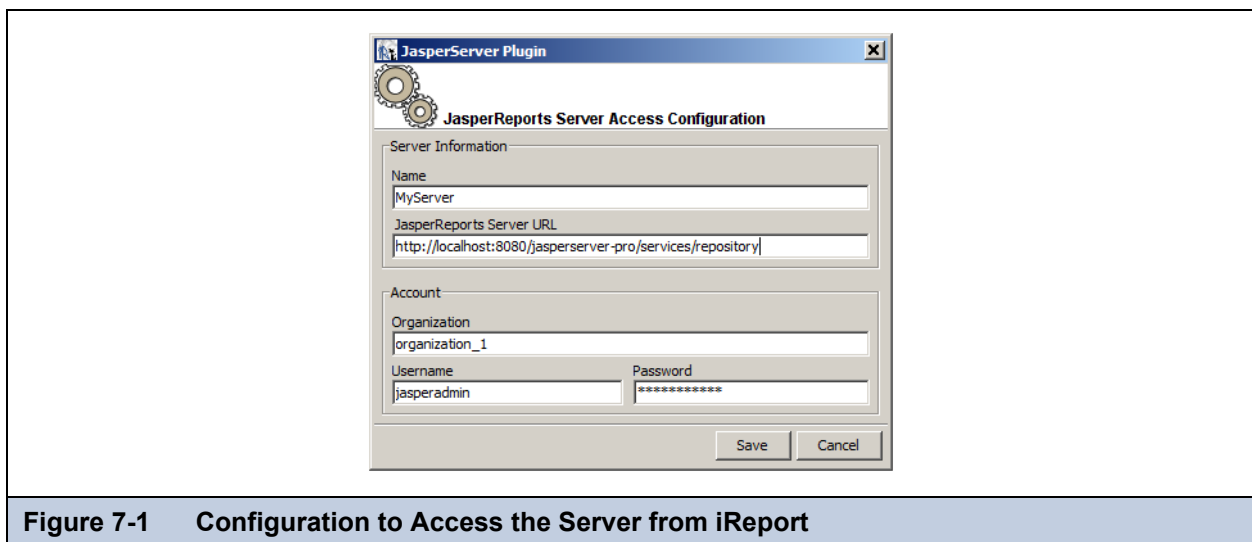 JasperServer Plugin
JasperReports Server Access Configuration
Server Information
Name
MyServer
JasperReports Server URL
http://localhost:8080/jasperserver-pro/services/repository
Account
Organization
organization_1
Username Password
jasperadmin ***********
Save Cancel
Figure 7-1 Configuration to Access the Server from iReport